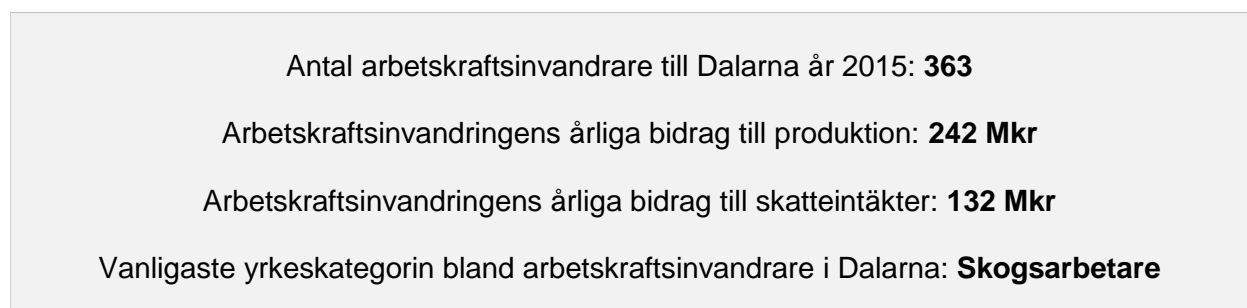 Antal arbetskraftsinvandrare till Dalarna år 2015: 363
Arbetskraftsinvandringens årliga bidrag till produktion: 242 Mkr
Arbetskraftsinvandringens årliga bidrag till skatteintäkter: 132 Mkr
Vanligaste yrkeskategorin bland arbetskraftsinvandrare i Dalarna: Skogsarbetare